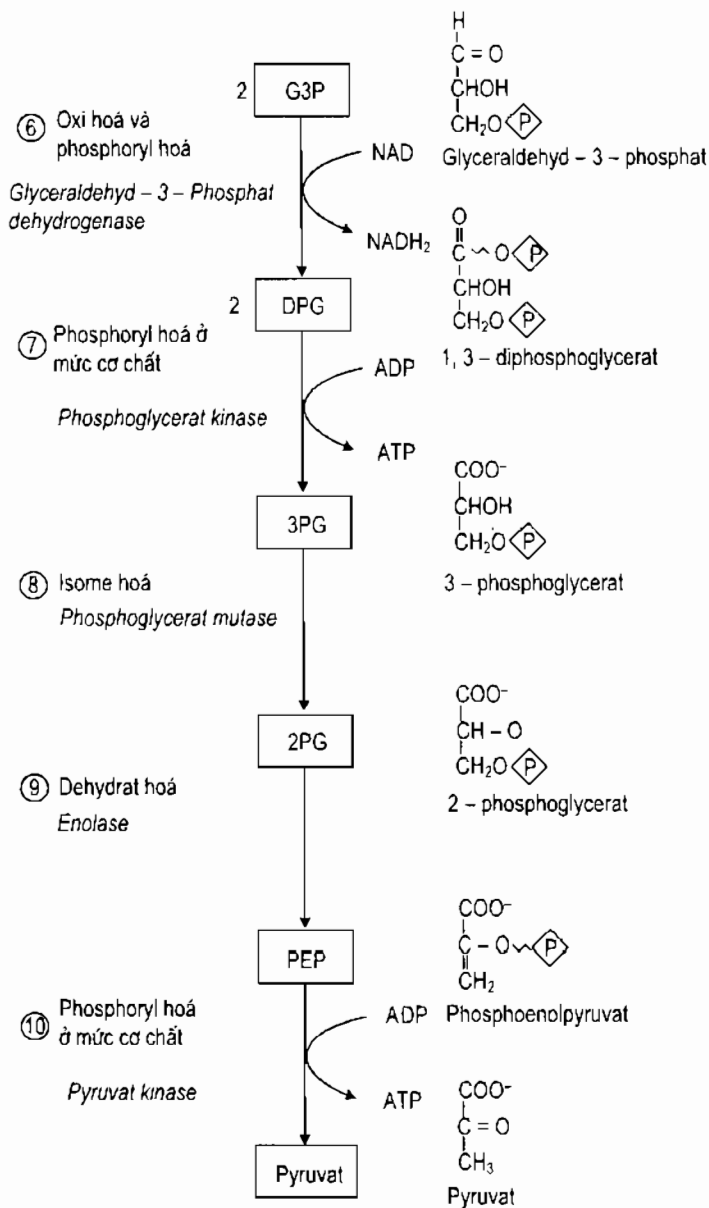 H
C = O
CHOH
CH₂O P
2 G3P
⑥ Oxi hoá và
phosphoryl hoá
NAD
Glyceraldehyd – 3 – phosphat
Glyceraldehyd – 3 – Phosphat
dehydrogenase
NADH₂
O
C ~ O P
CHOH
CH₂O P
2 DPG
1, 3 – diphosphoglycerat
⑦ Phosphoryl hoá ở
mức cơ chất
ADP
Phosphoglycerat kinase
ATP
COO⁻
CHOH
CH₂O P
3PG
3 – phosphoglycerat
⑧ Isome hoá
Phosphoglycerat mutase
COO⁻
CH – O
CH₂O P
2PG
2 – phosphoglycerat
⑨ Dehydrat hoá
Enolase
COO⁻
C – O ~ P
CH₂
PEP
Phosphoenolpyruvat
⑩ Phosphoryl hoá
ở mức cơ chất
ADP
Pyruvat kinase
ATP
COO⁻
C = O
CH₃
Pyruvat
Pyruvat